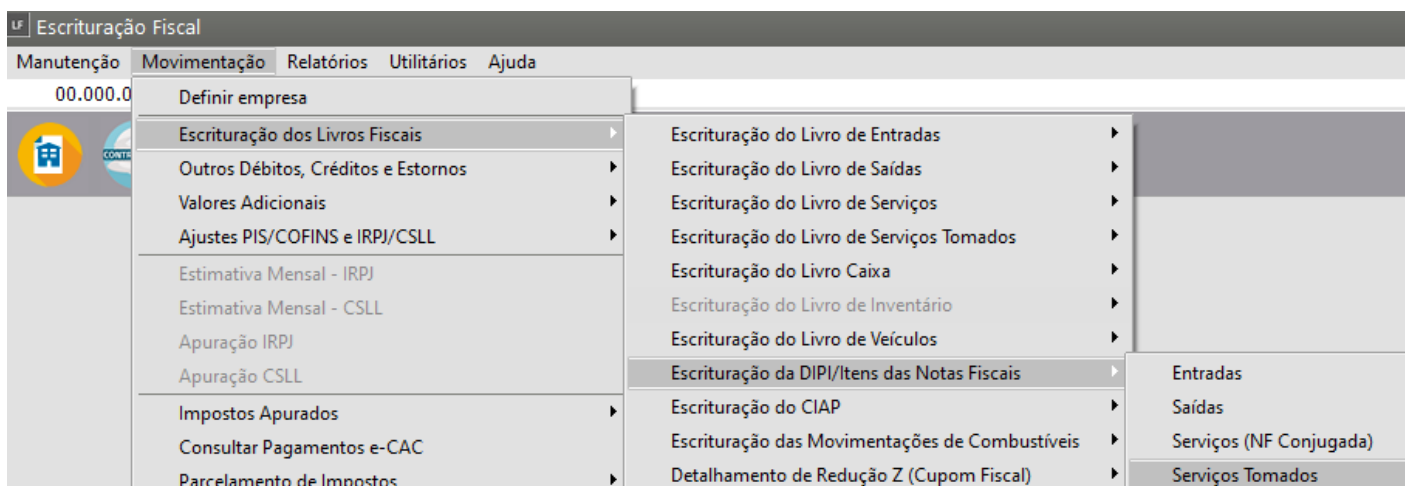 LF Escrituração Fiscal
Manutenção Movimentação Relatórios Utilitários Ajuda
00.000.0
Definir empresa
Escrituração dos Livros Fiscais
Outros Débitos, Créditos e Estornos
Valores Adicionais
Ajustes PIS/COFINS e IRPJ/CSLL
Estimativa Mensal - IRPJ
Estimativa Mensal - CSLL
Apuração IRPJ
Apuração CSLL
Impostos Apurados
Consultar Pagamentos e-CAC
Parcelamento de Impostos
Escrituração do Livro de Entradas
Escrituração do Livro de Saídas
Escrituração do Livro de Serviços
Escrituração do Livro de Serviços Tomados
Escrituração do Livro Caixa
Escrituração do Livro de Inventário
Escrituração do Livro de Veículos
Escrituração da DIPI/Itens das Notas Fiscais
Escrituração do CIAP
Escrituração das Movimentações de Combustíveis
Detalhamento de Redução Z (Cupom Fiscal)
Entradas
Saídas
Serviços (NF Conjugada)
Serviços Tomados